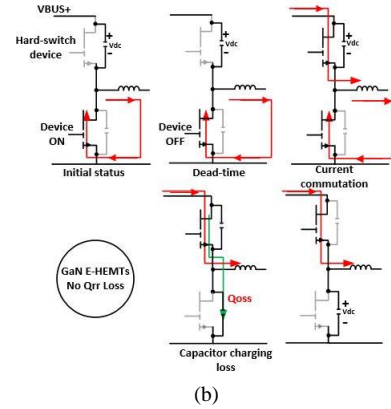 VBUS+
Hard-switch
device
+
Vdc
-
Device
ON
Initial status
+
Vdc
-
Device
OFF
Dead-time
+
Vdc
-
Current
commutation
GaN E-HEMTs
No Qrr Loss
Qoss
Capacitor charging
loss
+
Vdc
-
(b)